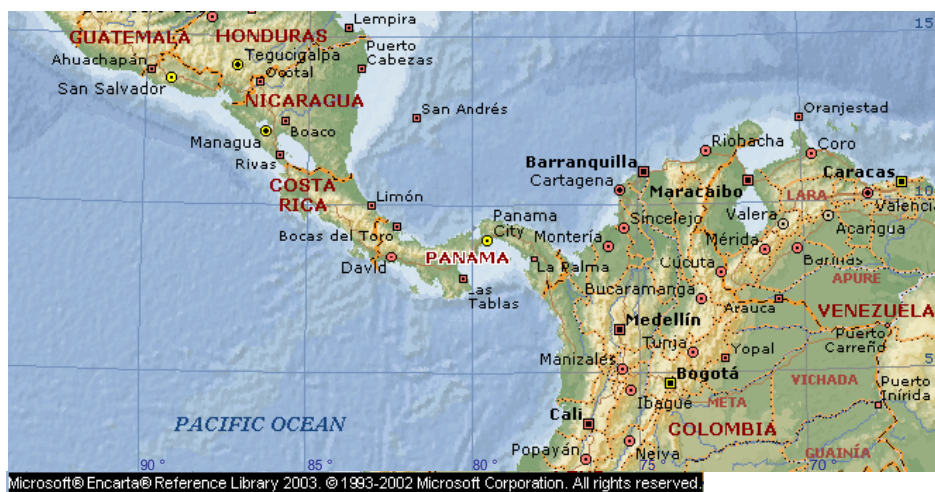 Lempira
15
GUATEMALA
HONDURAS
Tegucigalpa
Puerto
Cabezas
Ahuachapán
Ocotal
San Salvador
NICARAGUA
San Andrés
Oranjestad
Boaco
Managua
Riobacha
Coro
Rivas
Barranquilla
Caracas
COSTA
RICA
Cartagena
Maracaibo
LARA
10
Limón
Valencia
Panama
City
Sincelejo
Valera
Bocas del Toro
Montería
Mérida
Acarigua
David
PANAMA
La Palma
Cucuta
Barinas
APURE
Las
Tablas
Bucaramanga
Arauca
VENEZUELA
Medellín
Puerto
Carreño
Tunja
Manizales
Yopal
5
Bogotá
VICHADA
Puerto
Inírida
Ibague
META
PACIFIC OCEAN
Cali
COLOMBIA
Popayán
Neiva
GUAINÍA
90 °
85°
80 °
75°
70°
Microsoft® Encarta® Reference Library 2003. © 1993-2002 Microsoft Corporation. All rights reserved.